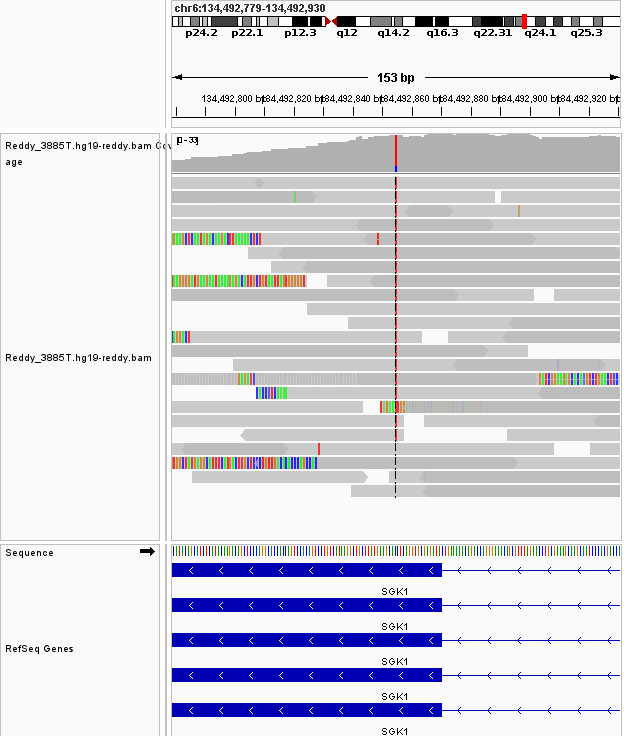 chr6:134,492,779-134,492,930
p24.2 p22.1 p12.3 q12 q14.2 q16.3 q22.31 q24.1 q25.3
153 bp
134,492,800 bp 134,492,820 bp 134,492,840 bp 134,492,860 bp 134,492,880 bp 134,492,900 bp 134,492,920 bp
[0-33]
Reddy_3885T.hg19-reddy.bam Cov
age
Reddy_3885T.hg19-reddy.bam
Sequence
SGK1
SGK1
RefSeq Genes
SGK1
SGK1
SGK1